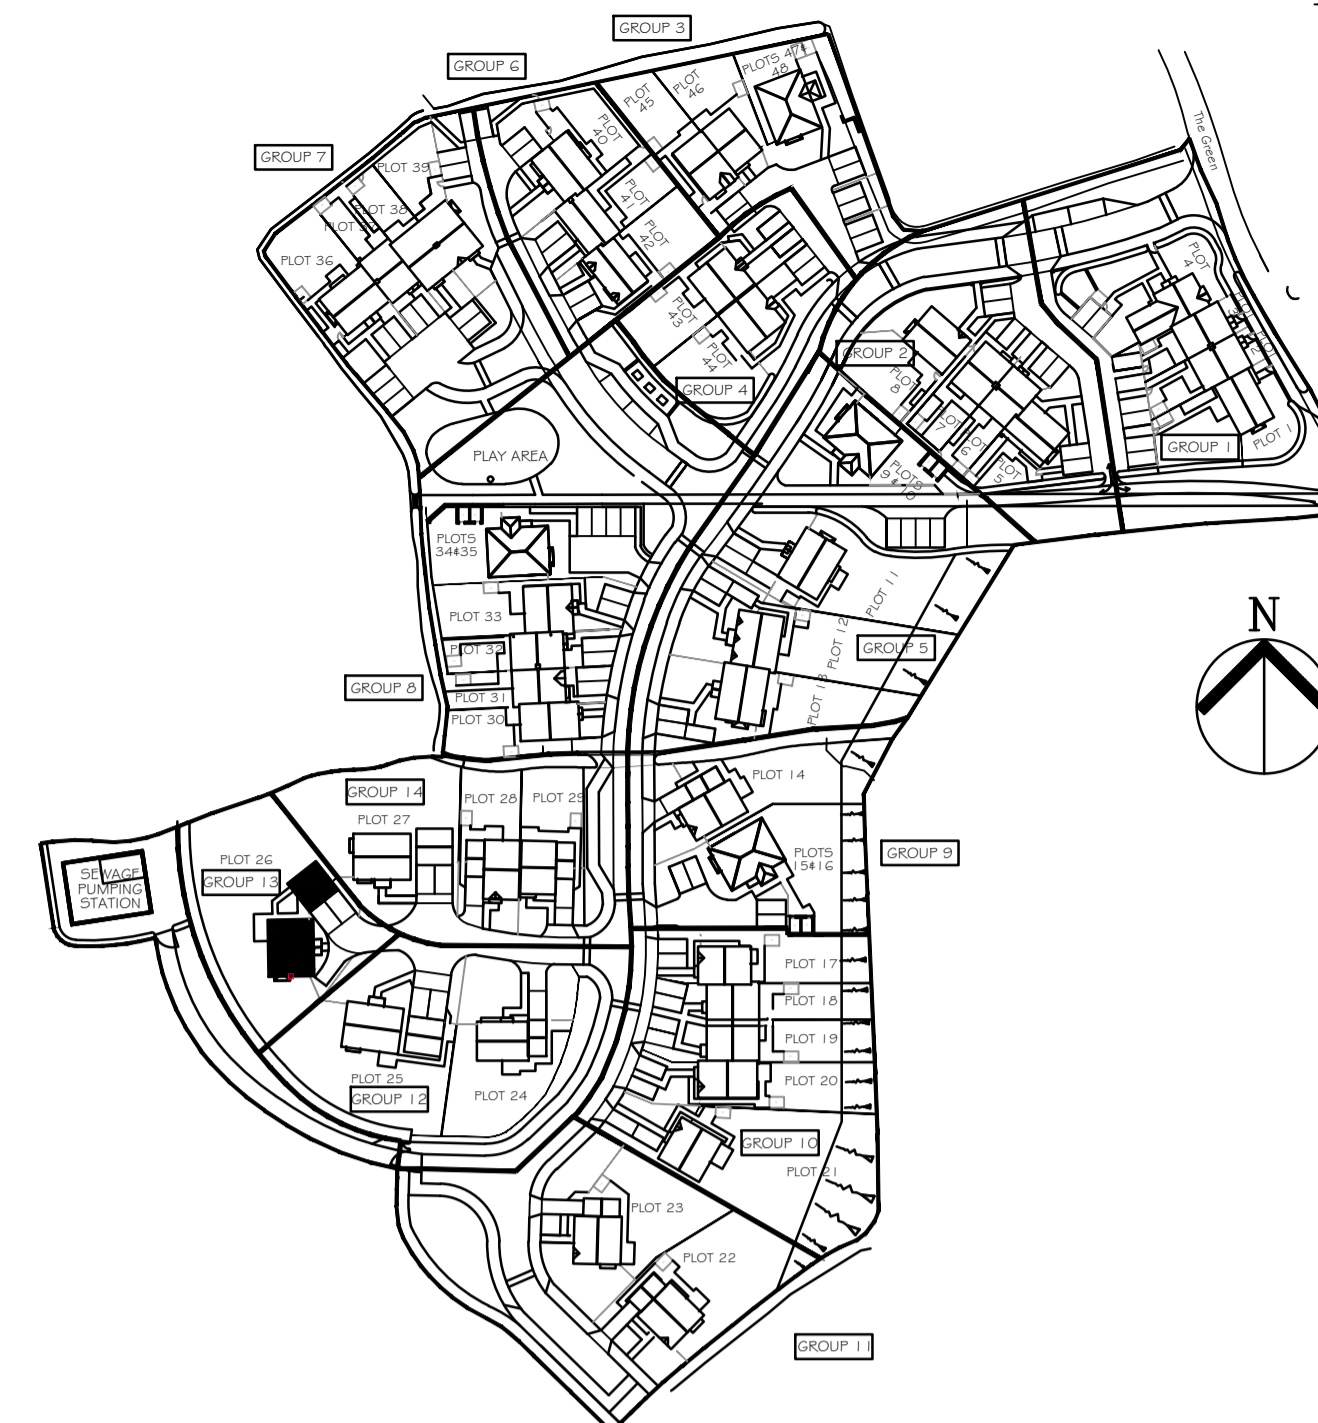 GROUP 3
GROUP 6
PLOTS 47&
48
PLOT
46
PLOT
45
The Green
PLOT
40
GROUP 7
PLOT 39
PLOT
41
PLOT 38
PLOT 37
PLOT
42
PLOT 36
PLOT
4
PLOT
43
PLOT 3
PLOT 2
PLOT
44
GROUP 2
GROUP 4
PLOT
8
PLOT
7
PLOT
6
PLOT
5
GROUP 1
PLOT 1
PLAY AREA
PLOTS
9&10
PLOTS
34&35
PLOT 11
PLOT 33
PLOT 12
N
PLOT 32
GROUP 5
GROUP 8
PLOT 31
PLOT 13
PLOT 30
PLOT 14
GROUP 14
PLOT 28
PLOT 29
PLOT 27
GROUP 9
PLOTS
15&16
PLOT 26
GROUP 13
SEWAGE
PUMPING
STATION
PLOT 17
PLOT 18
PLOT 19
PLOT 20
PLOT 25
GROUP 12
PLOT 24
GROUP 10
PLOT 21
PLOT 23
PLOT 22
GROUP 11